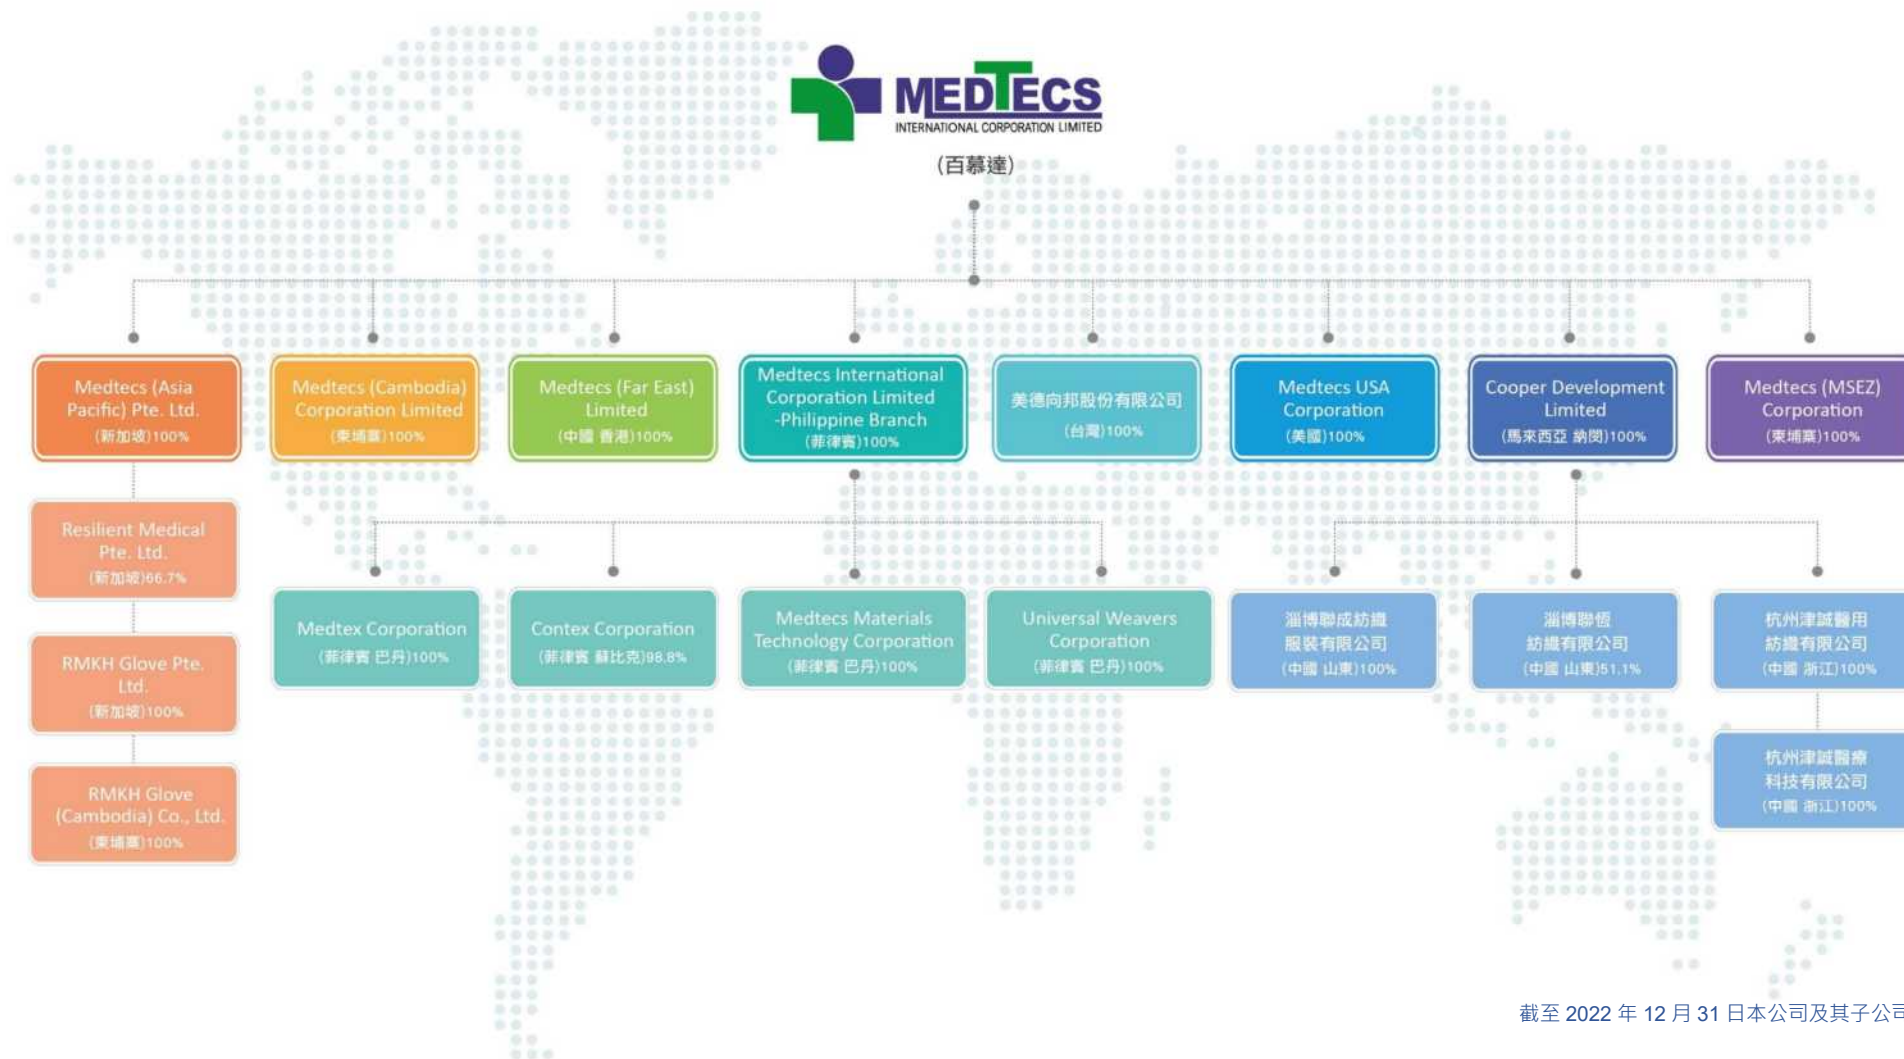 MEDTECS
INTERNATIONAL CORPORATION LIMITED
(百慕達)
Medtecs (Asia
Pacific) Pte. Ltd.
(新加坡)100%
Medtecs (Cambodia)
Corporation Limited
(柬埔寨)100%
Medtecs (Far East)
Limited
(中國 香港)100%
Medtecs International
Corporation Limited
-Philippine Branch
(菲律賓)100%
美德向邦股份有限公司
(台灣)100%
Medtecs USA
Corporation
(美國)100%
Cooper Development
Limited
(馬來西亞 納閩)100%
Medtecs (MSEZ)
Corporation
(柬埔寨)100%
Resilient Medical
Pte. Ltd.
(新加坡)66.7%
RMKH Glove Pte.
Ltd.
(新加坡)100%
RMKH Glove
(Cambodia) Co., Ltd.
(柬埔寨)100%
Medtex Corporation
(菲律賓 巴丹)100%
Contex Corporation
(菲律賓 蘇比克)98.8%
Medtecs Materials
Technology Corporation
(菲律賓 巴丹)100%
Universal Weavers
Corporation
(菲律賓 巴丹)100%
淄博聯成紡織
服裝有限公司
(中國 山東)100%
淄博聯恆
紡織有限公司
(中國 山東)51.1%
杭州津誠醫用
紡織有限公司
(中國 浙江)100%
杭州津誠醫療
科技有限公司
(中國 浙江)100%
截至 2022 年 12 月 31 日本公司及其子公司